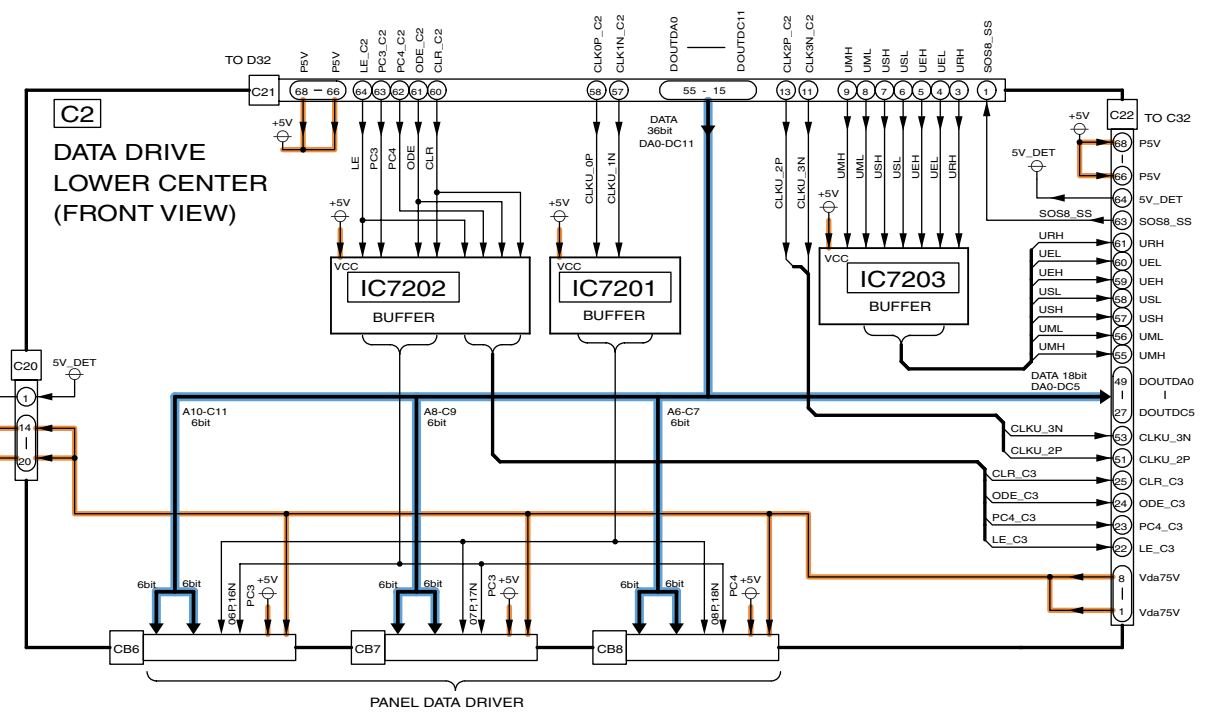 TO D32
P5V P5V LE_C2 PC3_C2 PC4_C2 ODE_C2 CLR_C2 CLK0P_C2 CLK1N_C2 DOUTDA0 DOUTDC11 CLK2P_C2 CLK3N_C2 UMH UML USH USL UEH UEL URH SOS8_SS
C21 68 - 66 64 63 62 61 60 58 57 55 - 15 13 11 9 8 7 6 5 4 3 1
C2
DATA DRIVE
LOWER CENTER
(FRONT VIEW)
+5V
DATA
36bit
DA0-DC11
LE PC3 PC4 ODE CLR CLKU_0P CLKU_1N CLKU_2P CLKU_3N UMH UML USH USL UEH UEL URH
C22 TO C32
+5V
68 P5V
66 P5V
5V_DET
64 5V_DET
SOS8_SS 63 SOS8_SS
URH 61 URH
UEL 60 UEL
UEH 59 UEH
USL 58 USL
USH 57 USH
UML 56 UML
UMH 55 UMH
+5V +5V +5V
VCC VCC VCC
IC7202 IC7201 IC7203
BUFFER BUFFER BUFFER
C20 5V_DET
1
14
20
DATA 18bit
DA0-DC5
49 DOUTDA0
27 DOUTDC5
A10-C11
6bit
A8-C9
6bit
A6-C7
6bit
CLKU_3N 53 CLKU_3N
CLKU_2P 51 CLKU_2P
CLR_C3 25 CLR_C3
ODE_C3 24 ODE_C3
PC4_C3 23 PC4_C3
LE_C3 22 LE_C3
8 Vda75V
1 Vda75V
6bit 6bit 06P,16N PC3 +5V
6bit 6bit 07P,17N PC3 +5V
6bit 6bit 08P,18N PC4 +5V
CB6 CB7 CB8
PANEL DATA DRIVER